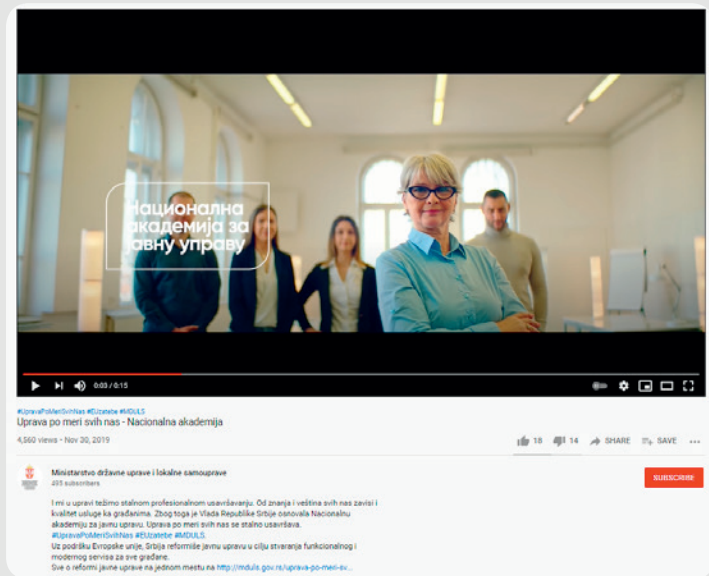 Национална
академија за
јавну управу
0:03 / 0:15
#UpravaPoMeriSvihNas #EUzatebe #MDULS
Uprava po meri svih nas - Nacionalna akademija
4,560 views • Nov 20, 2019
18 14 SHARE SAVE
Ministarstvo državne uprave i lokalne samouprave
SUBSCRIBE
495 subscribers
I mi u upravi težimo stalnom profesionalnom usavršavanju. Od znanja i veština svih nas zavisi i
kvalitet usluge ka građanima. Zbog toga je Vlada Republike Srbije osnovala Nacionalnu
akademiju za javnu upravu. Uprava po meri svih nas se stalno usavršava.
#UpravaPoMeriSvihNas #EUzatebe #MDULS
Uz podršku Evropske unije, Srbija reformiše javnu upravu u cilju stvaranja funkcionalnog i
modernog servisa za sve građane.
Sve o reformi javne uprave na jednom mestu na http://mduls.gov.rs/uprava-po-meri-sv...